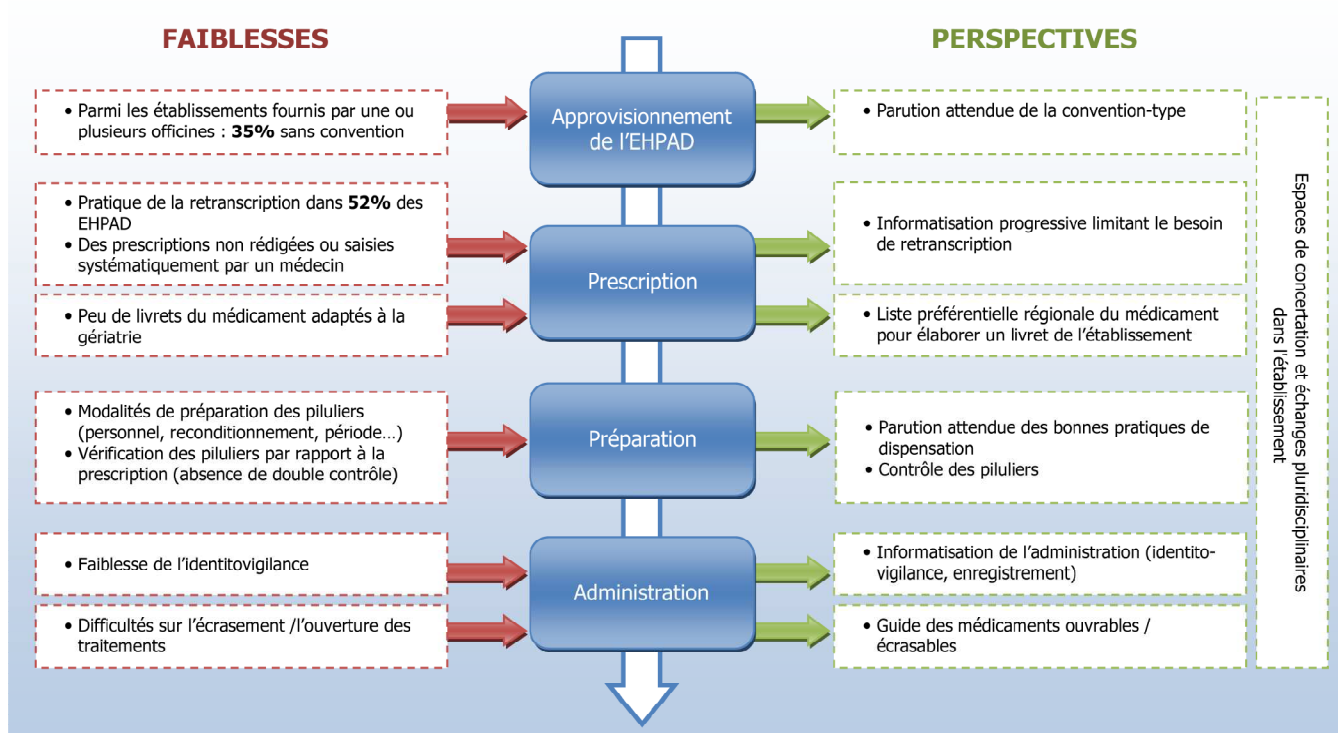 FAIBLESSES
PERSPECTIVES
• Parmi les établissements fournis par une ou
plusieurs officines : 35% sans convention
Approvisionnement
de l’EHPAD
• Parution attendue de la convention-type
• Pratique de la retranscription dans 52% des
EHPAD
• Des prescriptions non rédigées ou saisies
systématiquement par un médecin
• Peu de livrets du médicament adaptés à la
gériatrie
Prescription
• Informatisation progressive limitant le besoin
de retranscription
• Liste préférentielle régionale du médicament
pour élaborer un livret de l’établissement
• Modalités de préparation des piluliers
(personnel, reconditionnement, période…)
• Vérification des piluliers par rapport à la
prescription (absence de double contrôle)
Préparation
• Parution attendue des bonnes pratiques de
dispensation
• Contrôle des piluliers
• Faiblesse de l’identitovigilance
• Difficultés sur l’écrasement /l’ouverture des
traitements
Administration
• Informatisation de l’administration (identito-
vigilance, enregistrement)
• Guide des médicaments ouvrables /
écrasables
Espaces de concertation et échanges pluridisciplinaires
dans l'établissement